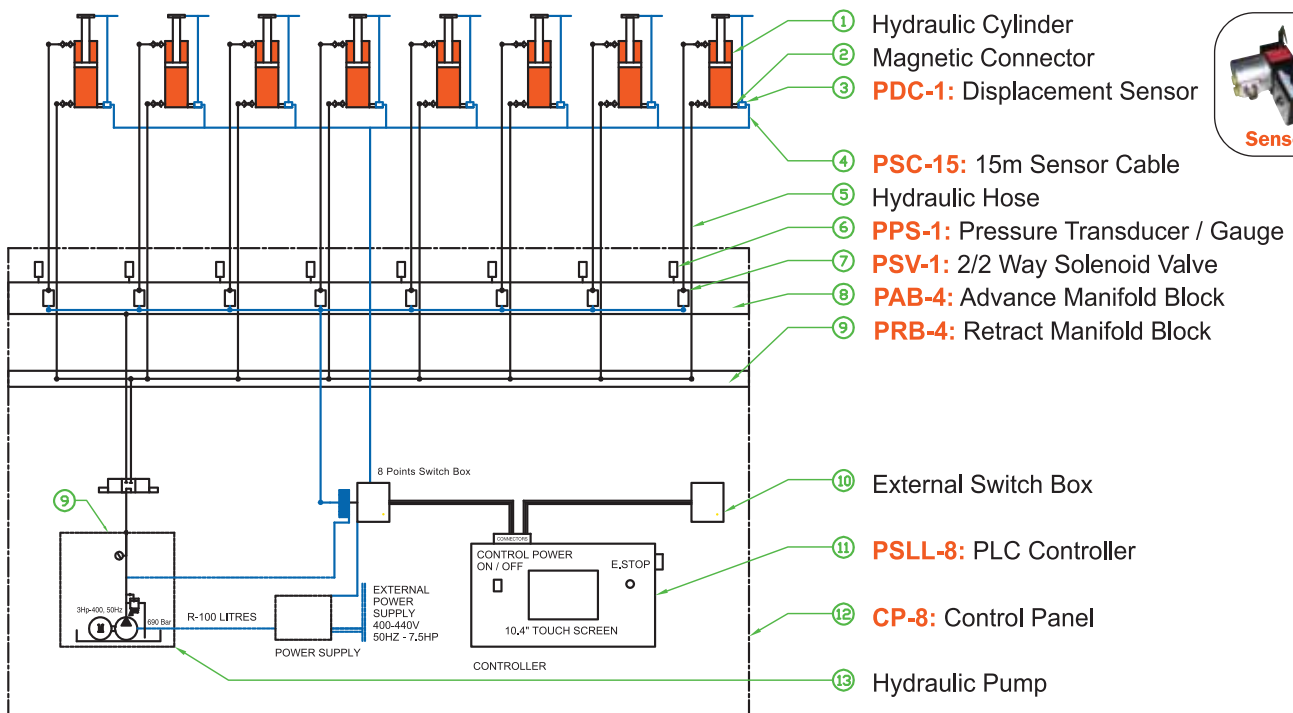 1 Hydraulic Cylinder
2 Magnetic Connector
3 PDC-1: Displacement Sensor
4 PSC-15: 15m Sensor Cable
5 Hydraulic Hose
6 PPS-1: Pressure Transducer / Gauge
7 PSV-1: 2/2 Way Solenoid Valve
8 PAB-4: Advance Manifold Block
9 PRB-4: Retract Manifold Block
10 External Switch Box
11 PSLL-8: PLC Controller
12 CP-8: Control Panel
13 Hydraulic Pump
8 Points Switch Box
9
CONNECTORS
CONTROL POWER
ON / OFF
E.STOP
10.4" TOUCH SCREEN
CONTROLLER
EXTERNAL
POWER
SUPPLY
400-440V
50HZ - 7.5HP
POWER SUPPLY
R-100 LITRES
3Hp-400, 50Hz
690 Bar